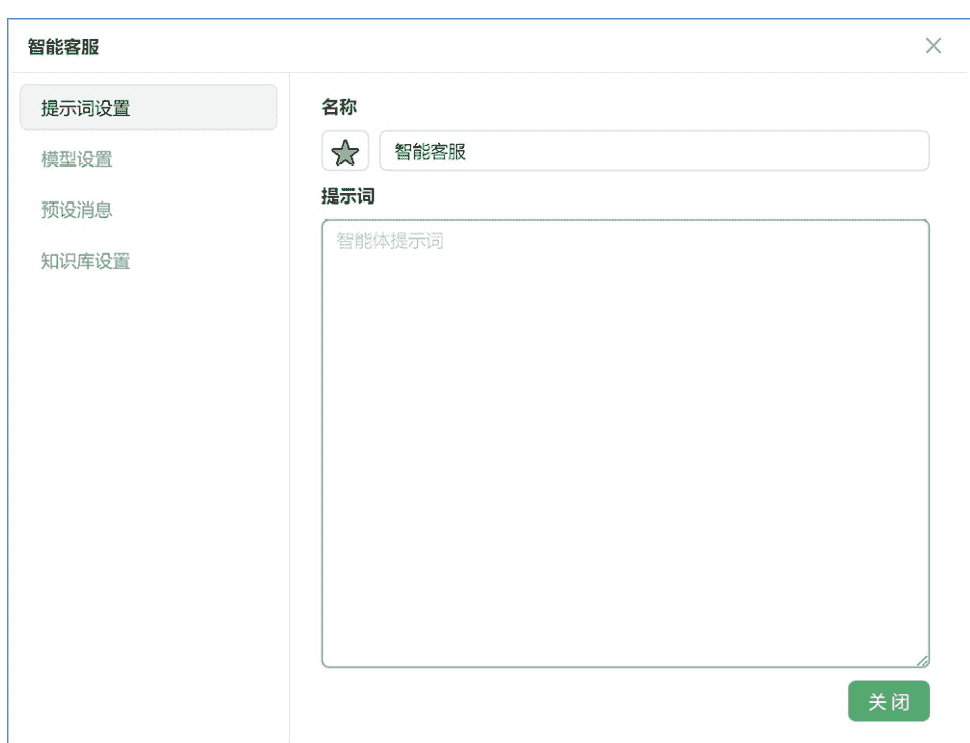 智能客服
提示词设置
模型设置
预设消息
知识库设置
名称
智能客服
提示词
智能体提示词
关闭